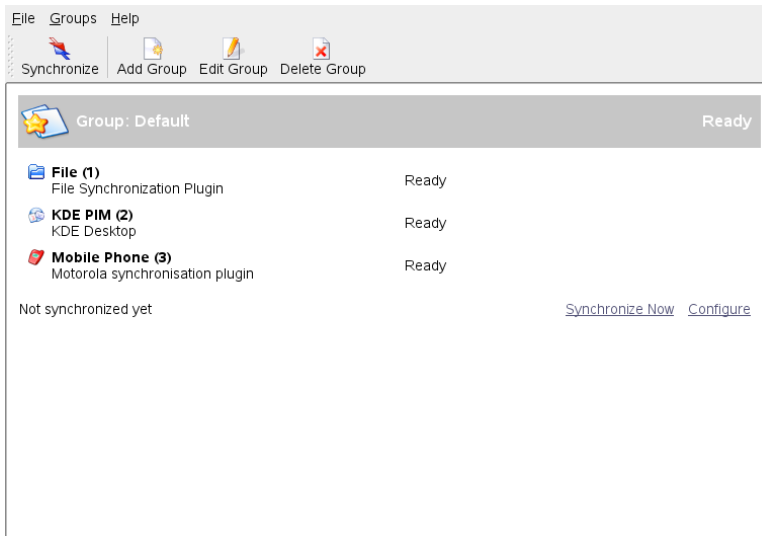 File Groups Help
Synchronize Add Group Edit Group Delete Group
Group: Default Ready
File (1)
File Synchronization Plugin Ready
KDE PIM (2)
KDE Desktop Ready
Mobile Phone (3)
Motorola synchronisation plugin Ready
Not synchronized yet Synchronize Now Configure